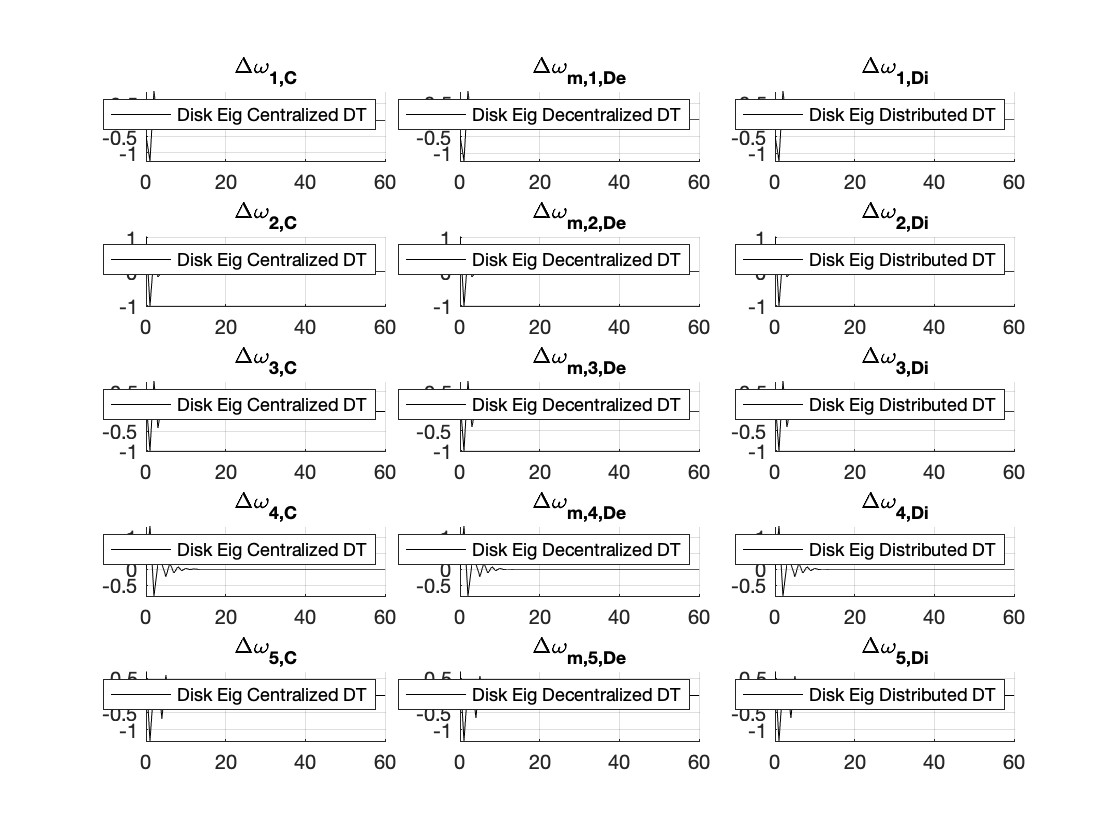 Δω1,C Δωm,1,De Δω1,Di
Disk Eig Centralized DT Disk Eig Decentralized DT Disk Eig Distributed DT
-0.5 -0.5 -0.5
-1 -1 -1
0 20 40 60 0 20 40 60 0 20 40 60
Δω2,C Δωm,2,De Δω2,Di
1 1 1
Disk Eig Centralized DT Disk Eig Decentralized DT Disk Eig Distributed DT
-1 -1 -1
0 20 40 60 0 20 40 60 0 20 40 60
Δω3,C Δωm,3,De Δω3,Di
Disk Eig Centralized DT Disk Eig Decentralized DT Disk Eig Distributed DT
-0.5 -0.5 -0.5
-1 -1 -1
0 20 40 60 0 20 40 60 0 20 40 60
Δω4,C Δωm,4,De Δω4,Di
Disk Eig Centralized DT Disk Eig Decentralized DT Disk Eig Distributed DT
0 0 0
-0.5 -0.5 -0.5
0 20 40 60 0 20 40 60 0 20 40 60
Δω5,C Δωm,5,De Δω5,Di
0.5 0.5 0.5
Disk Eig Centralized DT Disk Eig Decentralized DT Disk Eig Distributed DT
-0.5 -0.5 -0.5
-1 -1 -1
0 20 40 60 0 20 40 60 0 20 40 60